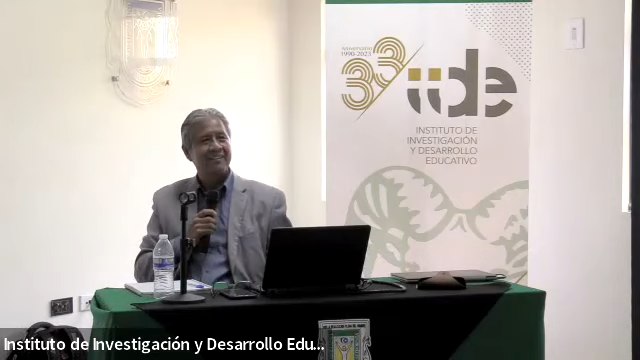 ANIVERSARIO
1990-2023
33
iide
INSTITUTO DE
INVESTIGACIÓN
Y DESARROLLO
EDUCATIVO
Instituto de Investigación y Desarrollo Edu...